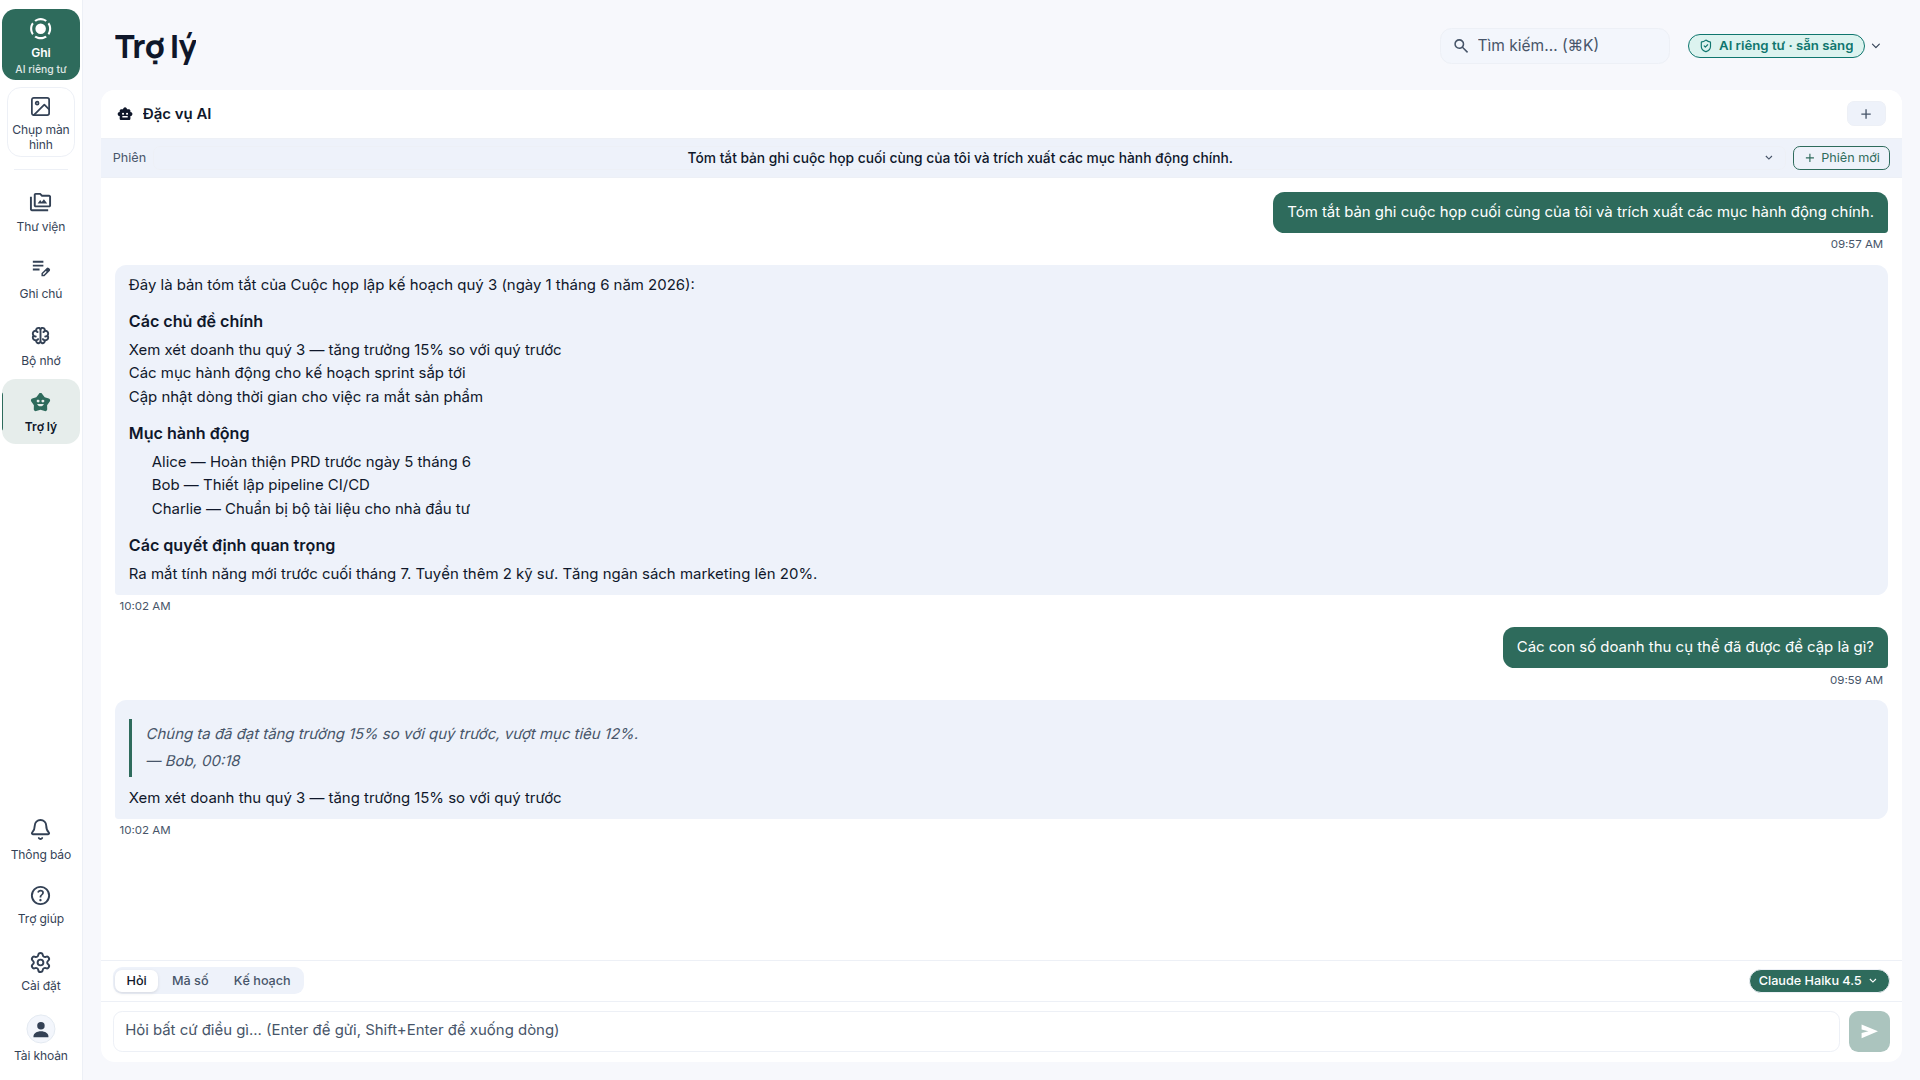 Ghi
AI riêng tư
Chụp màn
hình
Thư viện
Ghi chú
Bộ nhớ
Trợ lý
Thông báo
Trợ giúp
Cài đặt
Tài khoản
Trợ lý
Tìm kiếm... (⌘K)
AI riêng tư · sẵn sàng
Đặc vụ AI
Phiên
Tóm tắt bản ghi cuộc họp cuối cùng của tôi và trích xuất các mục hành động chính.
Phiên mới
Tóm tắt bản ghi cuộc họp cuối cùng của tôi và trích xuất các mục hành động chính.
09:57 AM
Đây là bản tóm tắt của Cuộc họp lập kế hoạch quý 3 (ngày 1 tháng 6 năm 2026):
Các chủ đề chính
Xem xét doanh thu quý 3 — tăng trưởng 15% so với quý trước
Các mục hành động cho kế hoạch sprint sắp tới
Cập nhật dòng thời gian cho việc ra mắt sản phẩm
Mục hành động
Alice — Hoàn thiện PRD trước ngày 5 tháng 6
Bob — Thiết lập pipeline CI/CD
Charlie — Chuẩn bị bộ tài liệu cho nhà đầu tư
Các quyết định quan trọng
Ra mắt tính năng mới trước cuối tháng 7. Tuyển thêm 2 kỹ sư. Tăng ngân sách marketing lên 20%.
10:02 AM
Các con số doanh thu cụ thể đã được đề cập là gì?
09:59 AM
Chúng ta đã đạt tăng trưởng 15% so với quý trước, vượt mục tiêu 12%.
— Bob, 00:18
Xem xét doanh thu quý 3 — tăng trưởng 15% so với quý trước
10:02 AM
Hỏi
Mã số
Kế hoạch
Claude Haiku 4.5
Hỏi bất cứ điều gì... (Enter để gửi, Shift+Enter để xuống dòng)